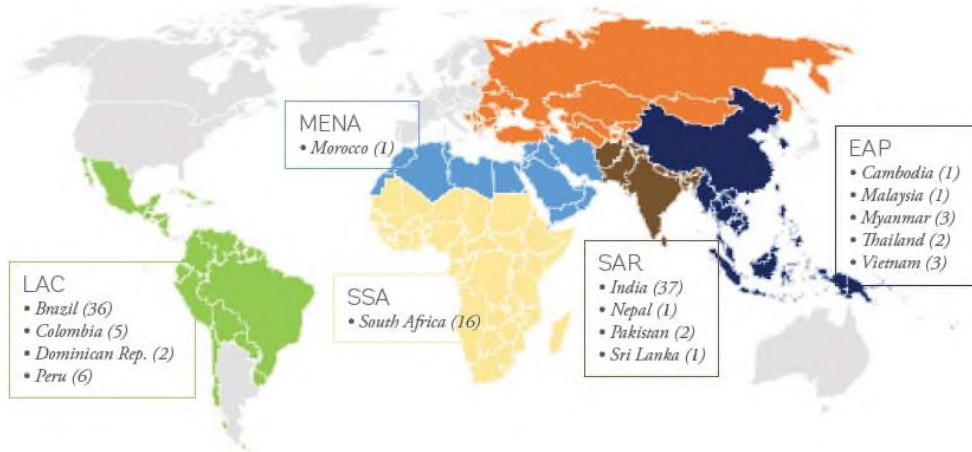 MENA
• Morocco (1)
EAP
• Cambodia (1)
• Malaysia (1)
• Myanmar (3)
• Thailand (2)
• Vietnam (3)
LAC
• Brazil (36)
• Colombia (5)
• Dominican Rep. (2)
• Peru (6)
SSA
• South Africa (16)
SAR
• India (37)
• Nepal (1)
• Pakistan (2)
• Sri Lanka (1)